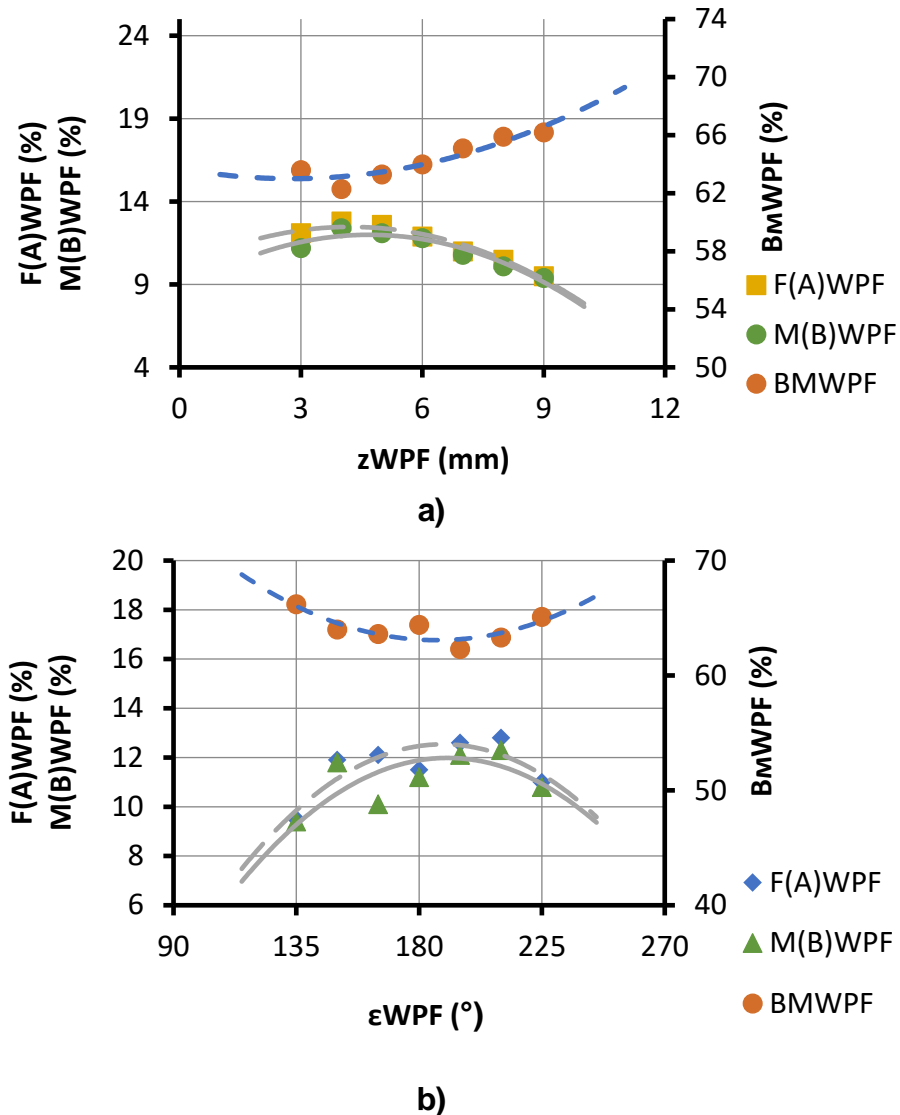 24
19
14
9
4
F(A)WPF (%)
M(B)WPF (%)
74
70
66
62
58
54
50
BмWPF (%)
F(A)WPF
M(B)WPF
BMWPF
0 3 6 9 12
zWPF (mm)
a)
20
18
16
14
12
10
8
6
F(A)WPF (%)
M(B)WPF (%)
70
60
50
40
BмWPF (%)
F(A)WPF
M(B)WPF
BMWPF
90 135 180 225 270
εWPF (°)
b)